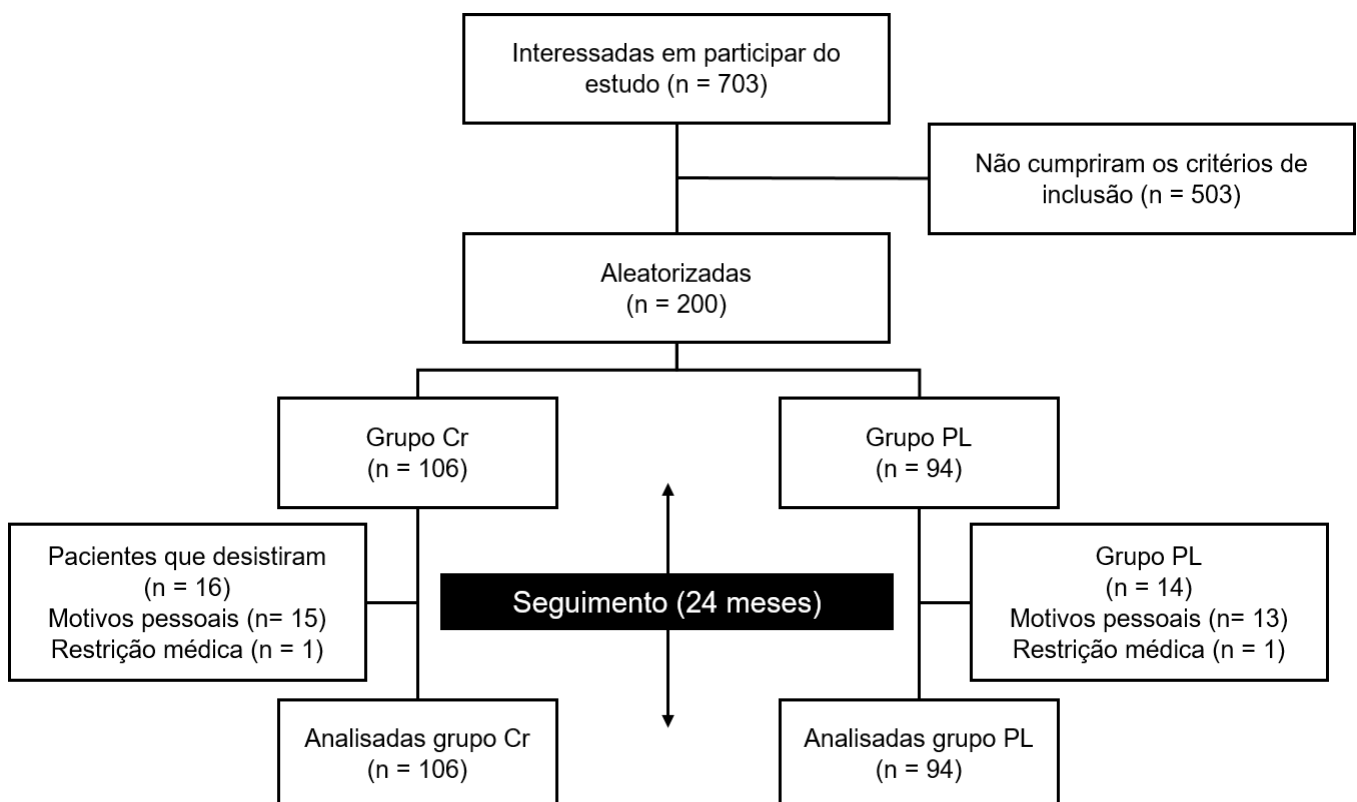 Interessadas em participar do
estudo (n = 703)
Não cumpriram os critérios de
inclusão (n = 503)
Aleatorizadas
(n = 200)
Grupo Cr
(n = 106)
Grupo PL
(n = 94)
Pacientes que desistiram
(n = 16)
Motivos pessoais (n= 15)
Restrição médica (n = 1)
Seguimento (24 meses)
Grupo PL
(n = 14)
Motivos pessoais (n= 13)
Restrição médica (n = 1)
Analisadas grupo Cr
(n = 106)
Analisadas grupo PL
(n = 94)